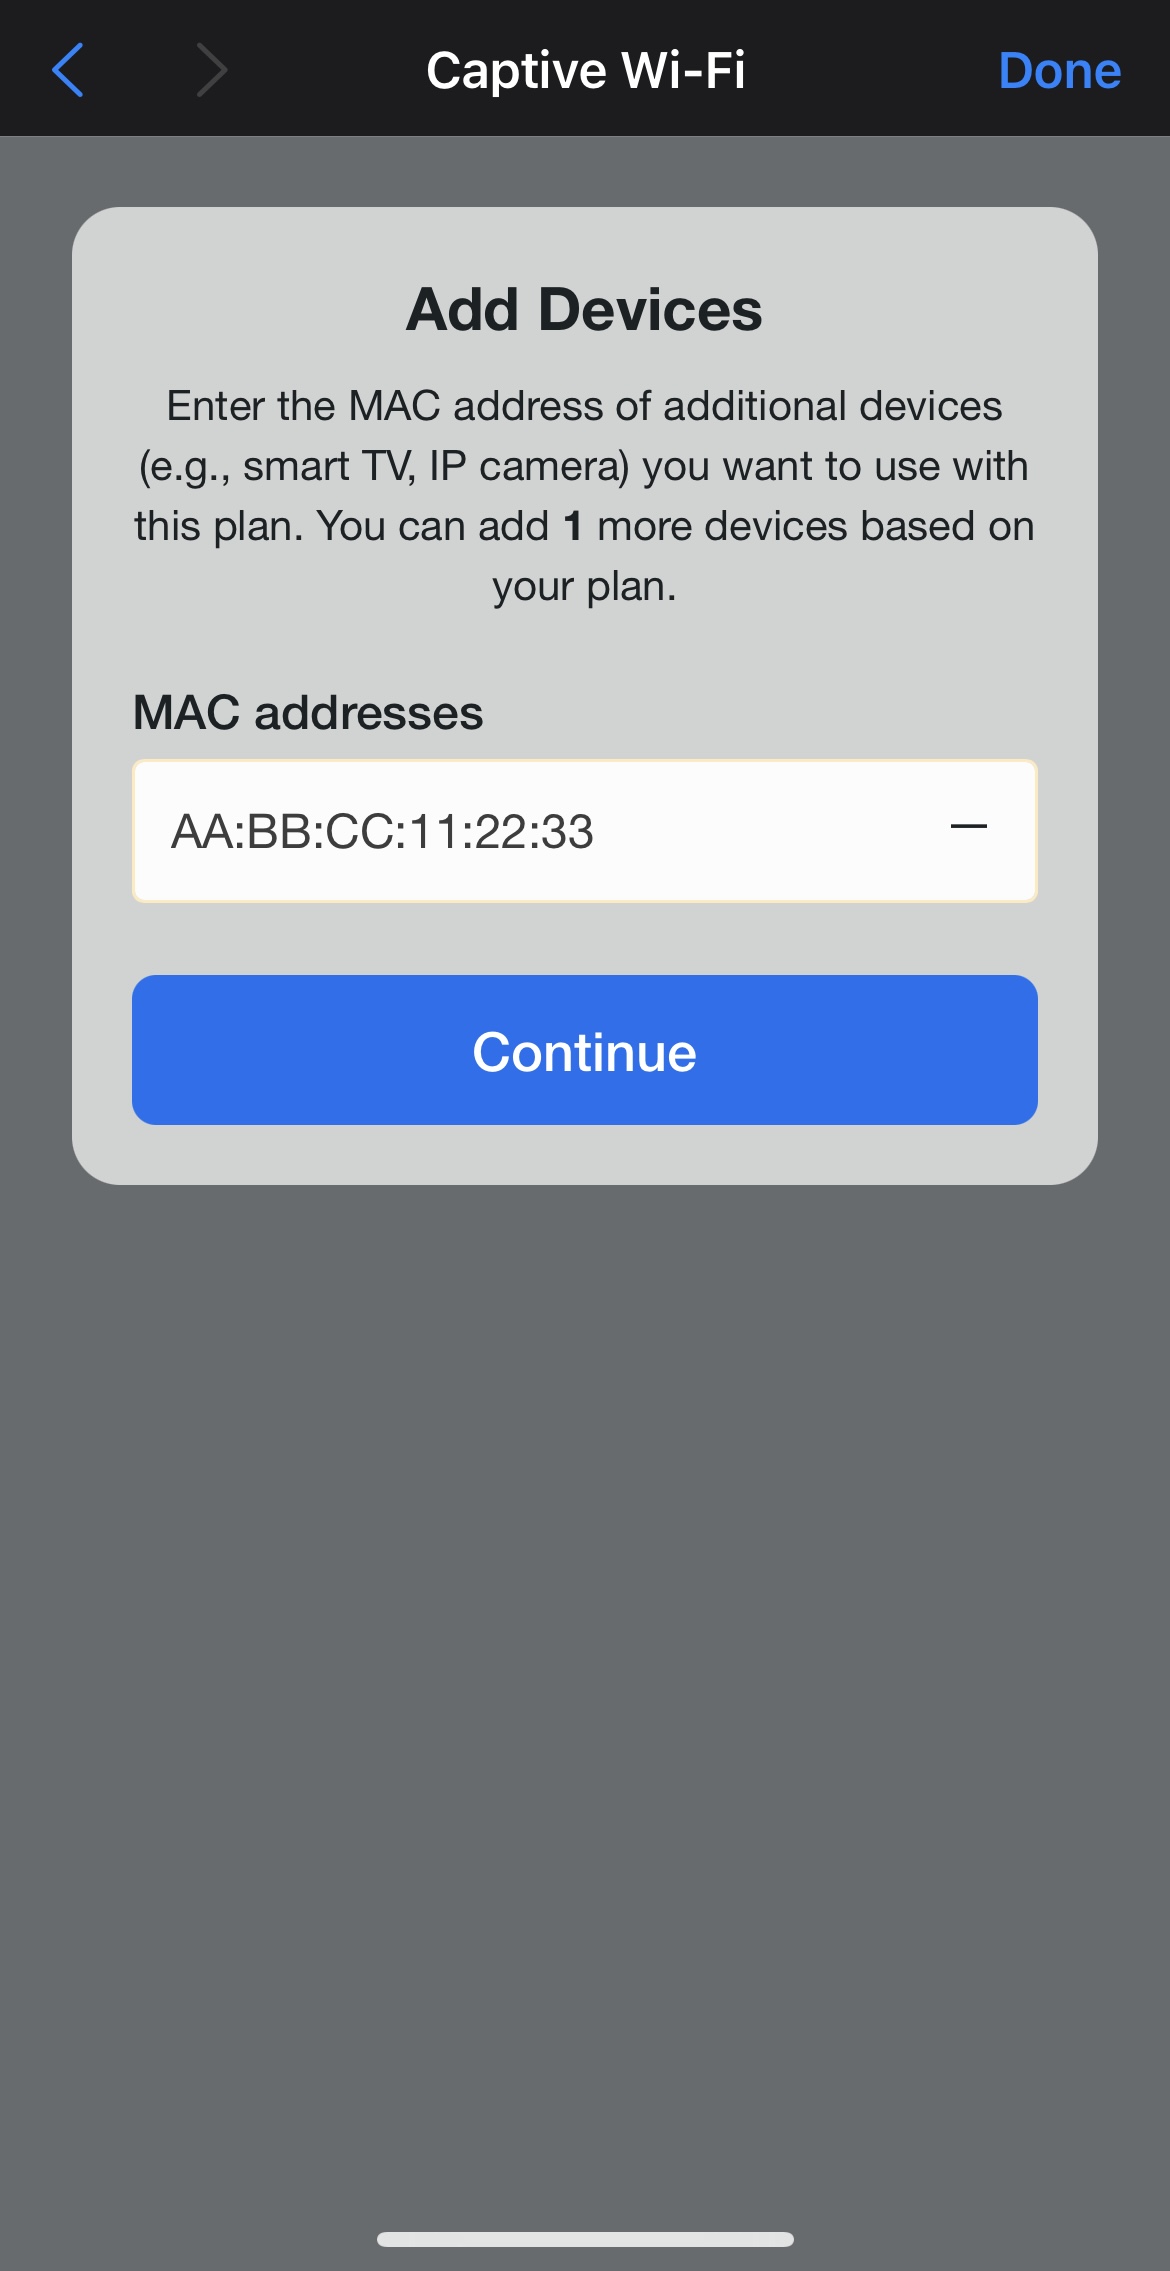 Captive Wi-Fi
Done
Add Devices
Enter the MAC address of additional devices
(e.g., smart TV, IP camera) you want to use with
this plan. You can add 1 more devices based on
your plan.
MAC addresses
AA:BB:CC:11:22:33
Continue